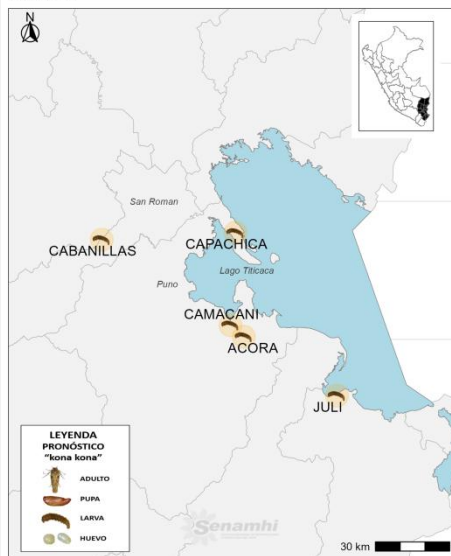 N
San Roman
CABANILLAS
CAPACHICA
Lago Titicaca
Puno
CAMACANI
ACORA
JULI
LEYENDA
PRONÓSTICO
"kona kona"
ADULTO
PUPA
LARVA
HUEVO
Senamhi
30 km